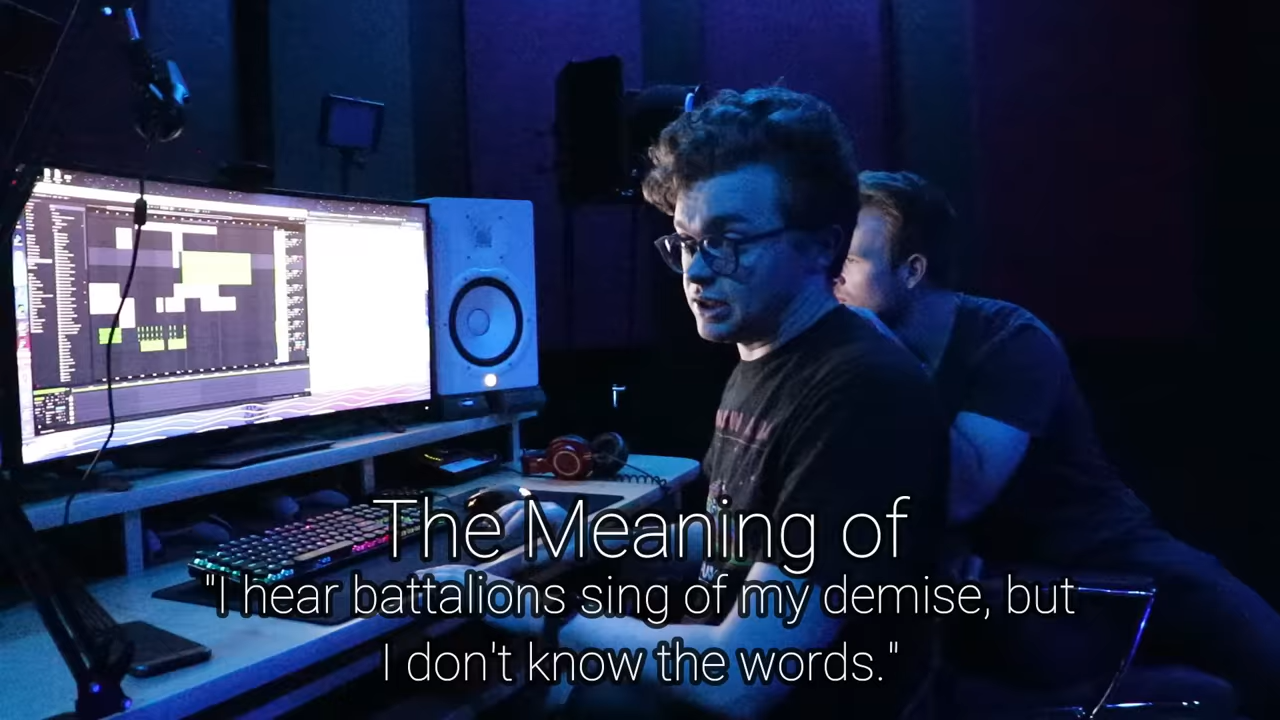 The Meaning of
"I hear battalions sing of my demise, but
I don't know the words."